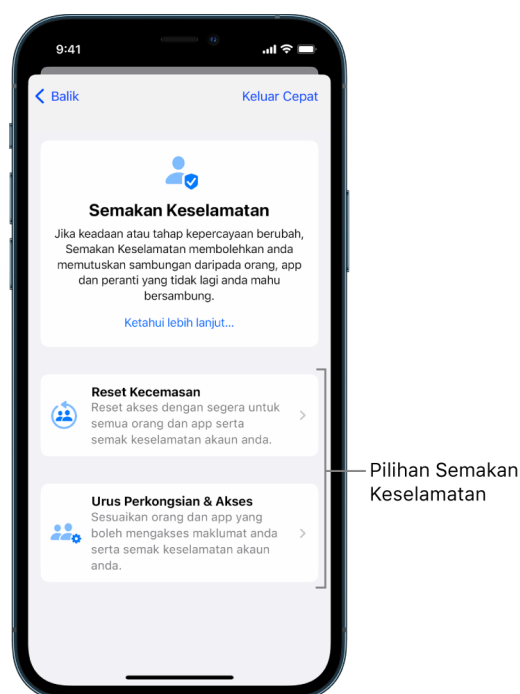 9:41
Balik
Keluar Cepat
Semakan Keselamatan
Jika keadaan atau tahap kepercayaan berubah,
Semakan Keselamatan membolehkan anda
memutuskan sambungan daripada orang, app
dan peranti yang tidak lagi anda mahu
bersambung.
Ketahui lebih lanjut...
Reset Kecemasan
Reset akses dengan segera untuk
semua orang dan app serta
semak keselamatan akaun anda.
Pilihan Semakan
Keselamatan
Urus Perkongsian & Akses
Sesuaikan orang dan app yang
boleh mengakses maklumat anda
serta semak keselamatan akaun
anda.